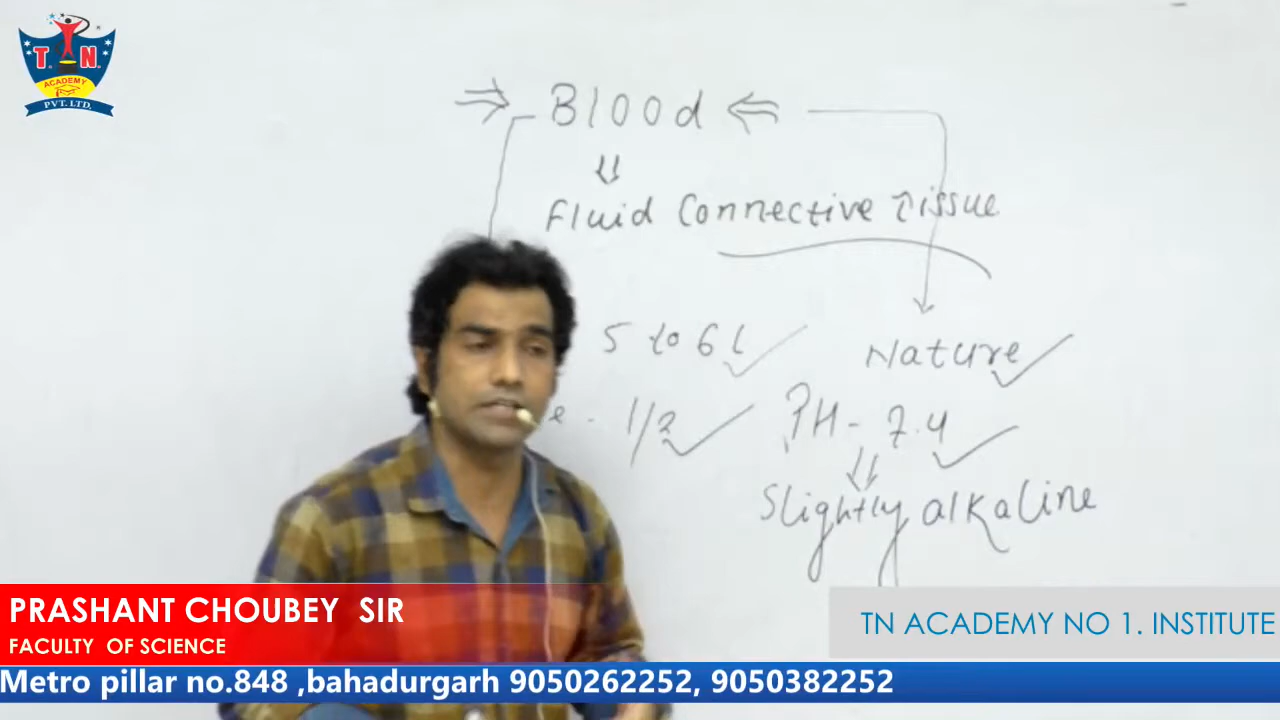 T.N.
ACADEMY
PVT. LTD.
⇒ Blood ⇐
⇓
Fluid Connective Tissue
5 to 6 l
Nature
e - 1/2
PH - 7.4
Slightly alkaline
PRASHANT CHOUBEY SIR
FACULTY OF SCIENCE
TN ACADEMY NO 1. INSTITUTE
Metro pillar no.848 ,bahadurgarh 9050262252, 9050382252